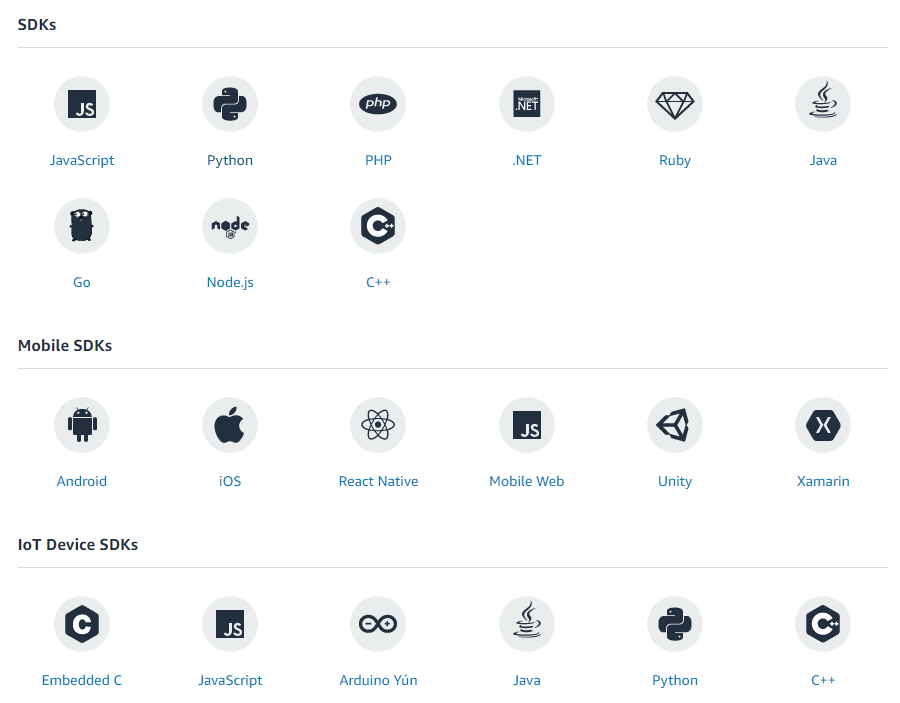 SDKs
JS
php
Microsoft .NET
JavaScript Python PHP .NET Ruby Java
node
JS
C++
Go Node.js C++
Mobile SDKs
JS
X
Android iOS React Native Mobile Web Unity Xamarin
IoT Device SDKs
C
JS
C++
Embedded C JavaScript Arduino Yún Java Python C++